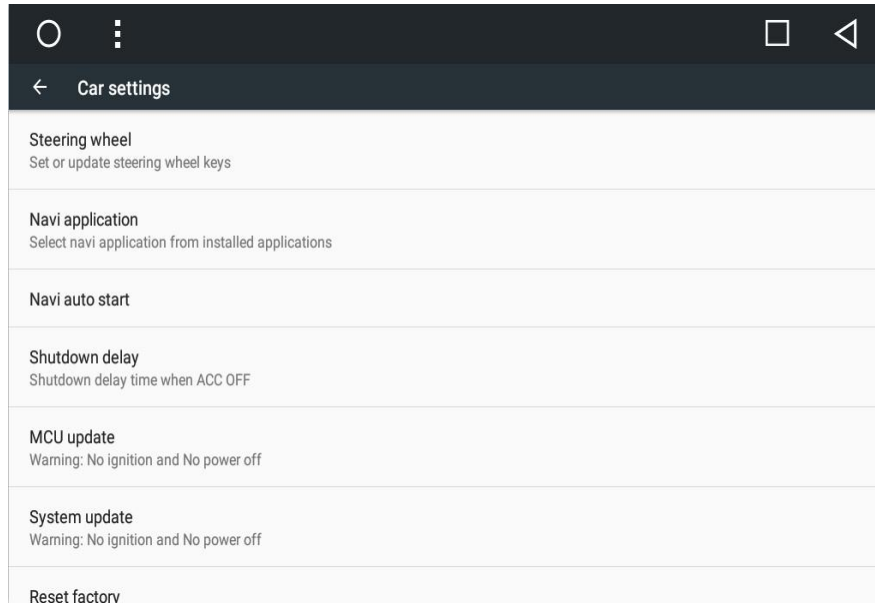 Car settings
Steering wheel
Set or update steering wheel keys
Navi application
Select navi application from installed applications
Navi auto start
Shutdown delay
Shutdown delay time when ACC OFF
MCU update
Warning: No ignition and No power off
System update
Warning: No ignition and No power off
Reset factory